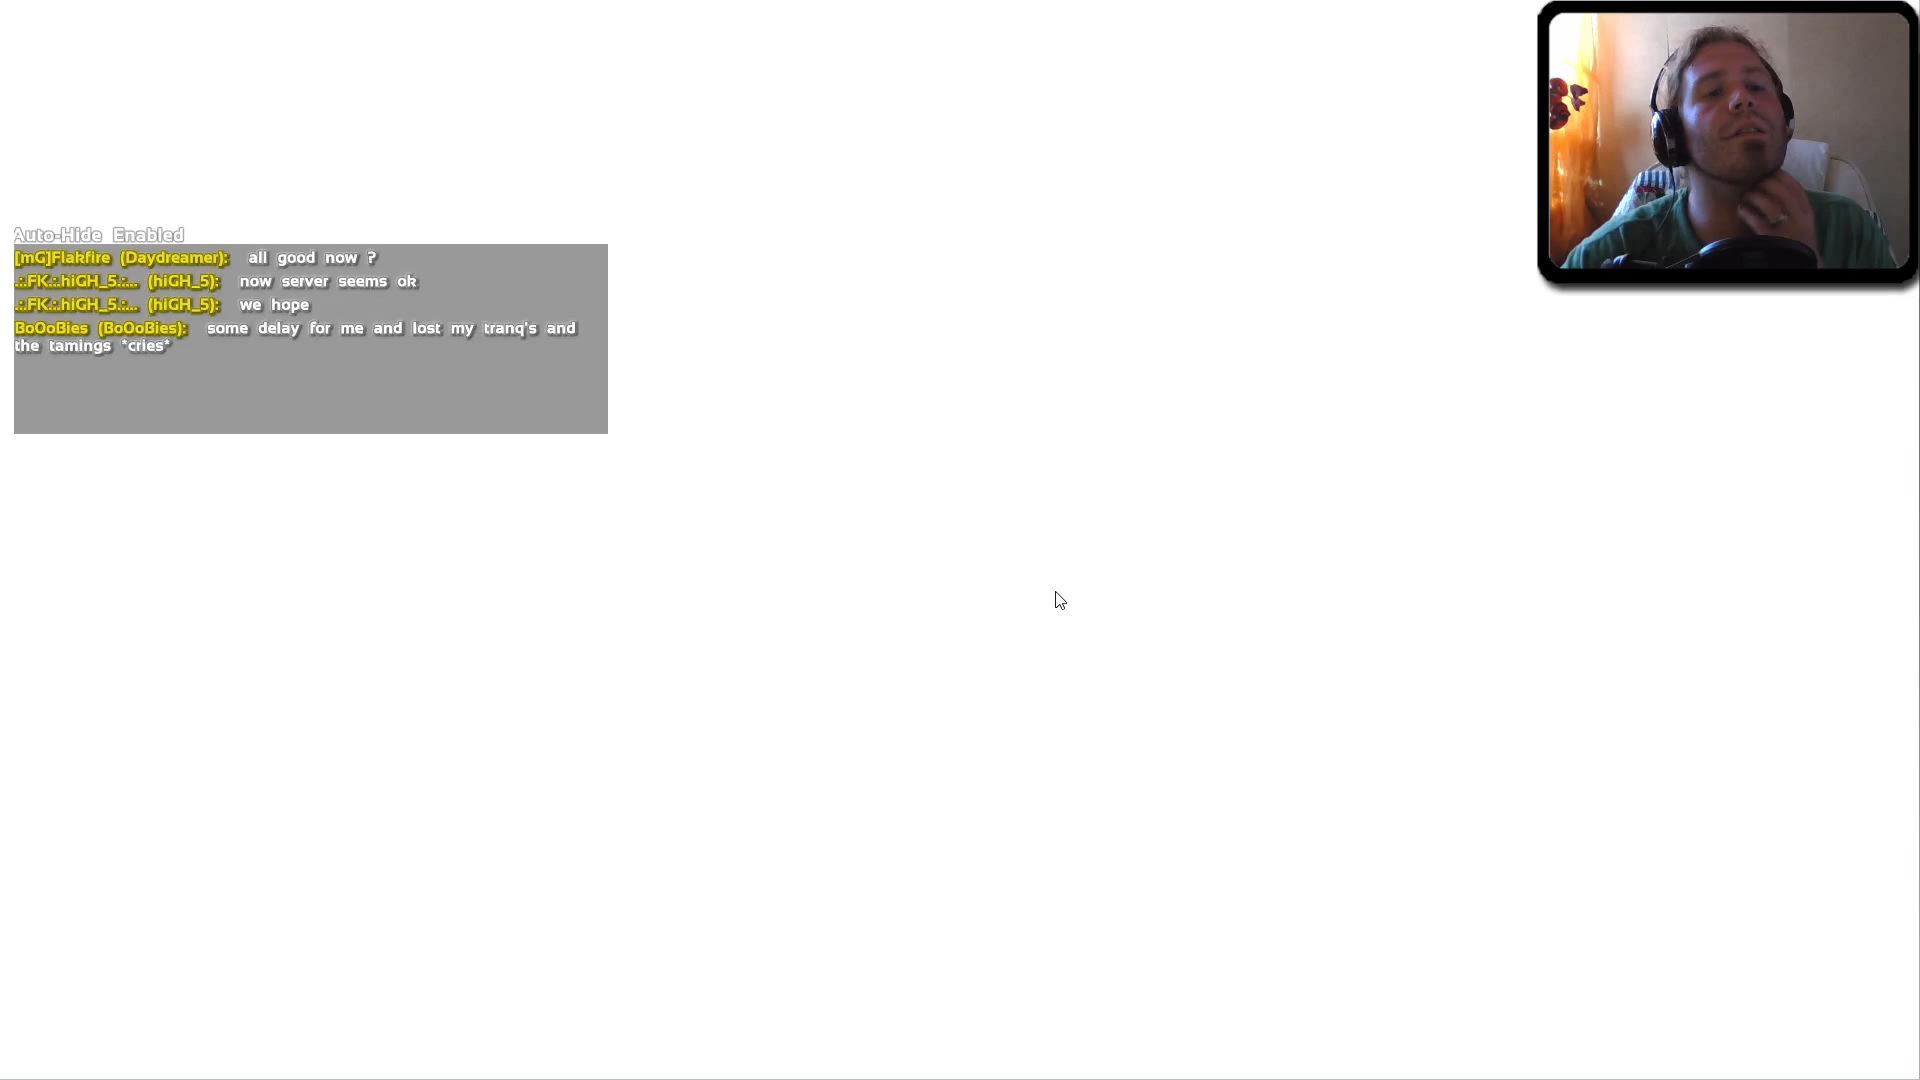 Auto-Hide Enabled
[mG]Flakfire (Daydreamer): all good now ?
.:.FK.:.hiGH_5.:... (hiGH_5): now server seems ok
.:.FK.:.hiGH_5.:... (hiGH_5): we hope
BoOoBies (BoOoBies): some delay for me and lost my tranq's and
the tamings *cries*